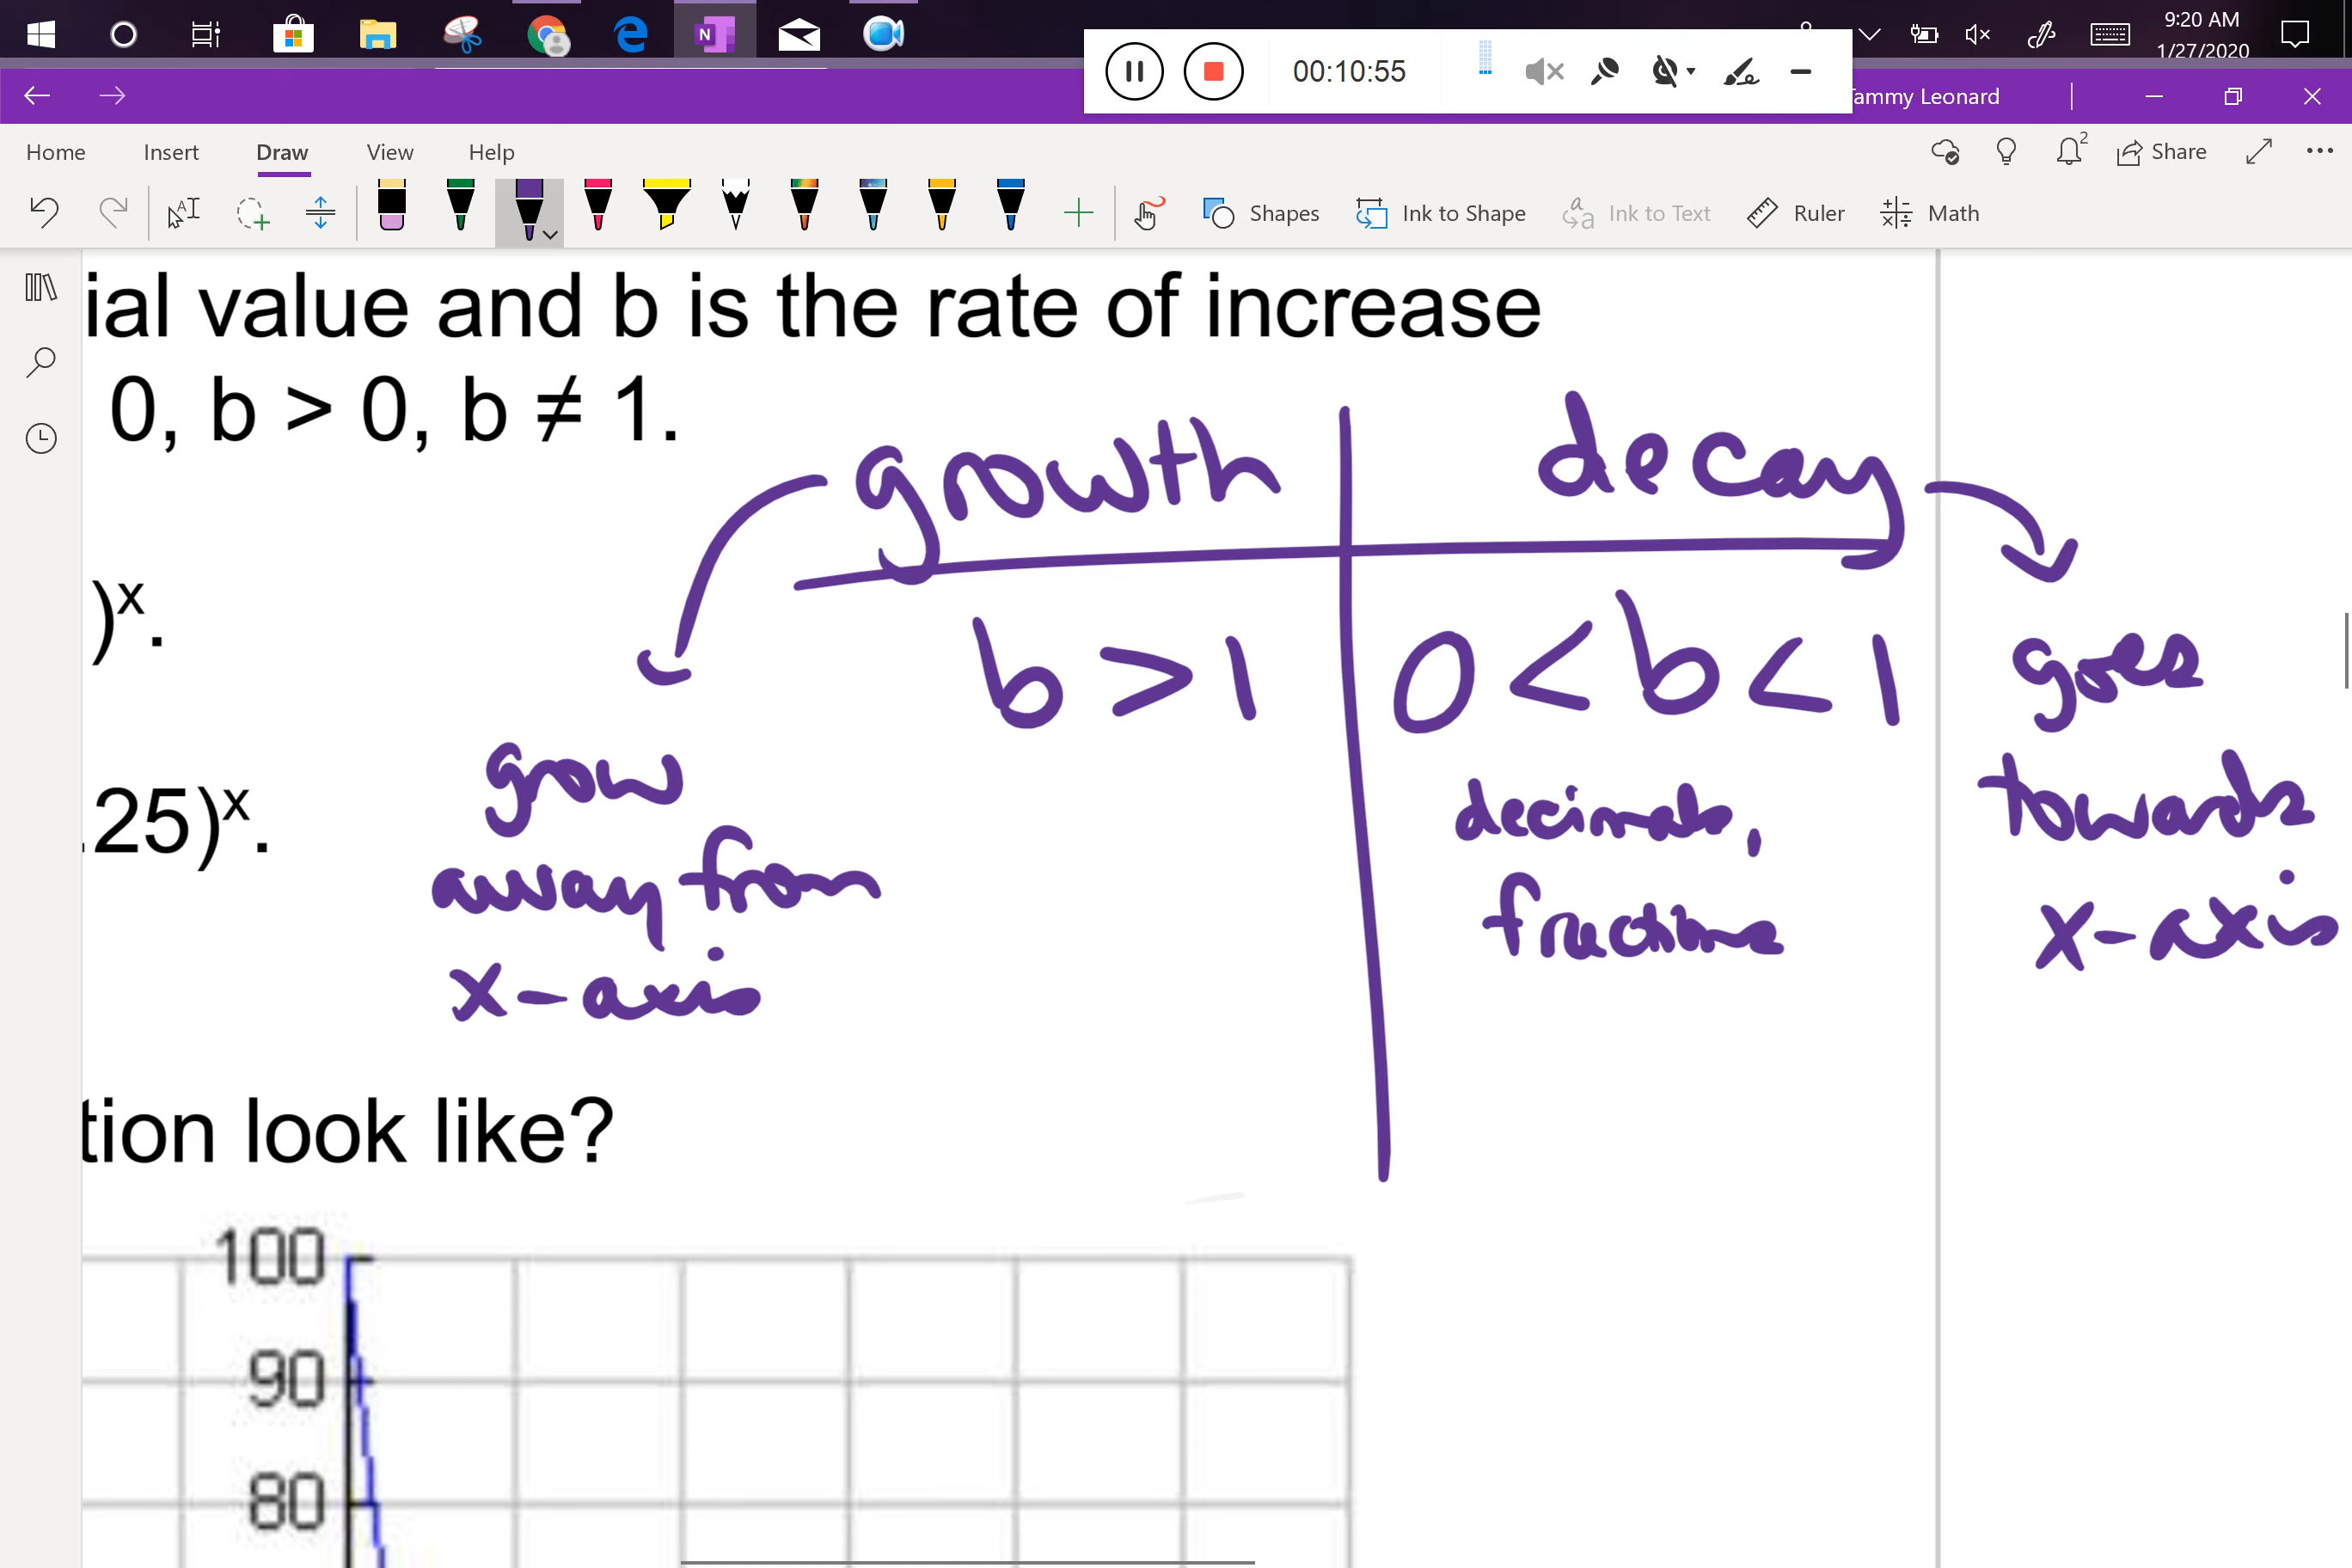 9:20 AM
1/27/2020
00:10:55
Tammy Leonard
Home Insert Draw View Help
2
Share
Shapes Ink to Shape Ink to Text Ruler Math
ial value and b is the rate of increase
0, b > 0, b ≠ 1.
growth decay
)ˣ.
b > 1 0 < b < 1 goes
grow decimals, towards
.25)ˣ.
away from fractions x-axis
x-axis
tion look like?
100
90
80